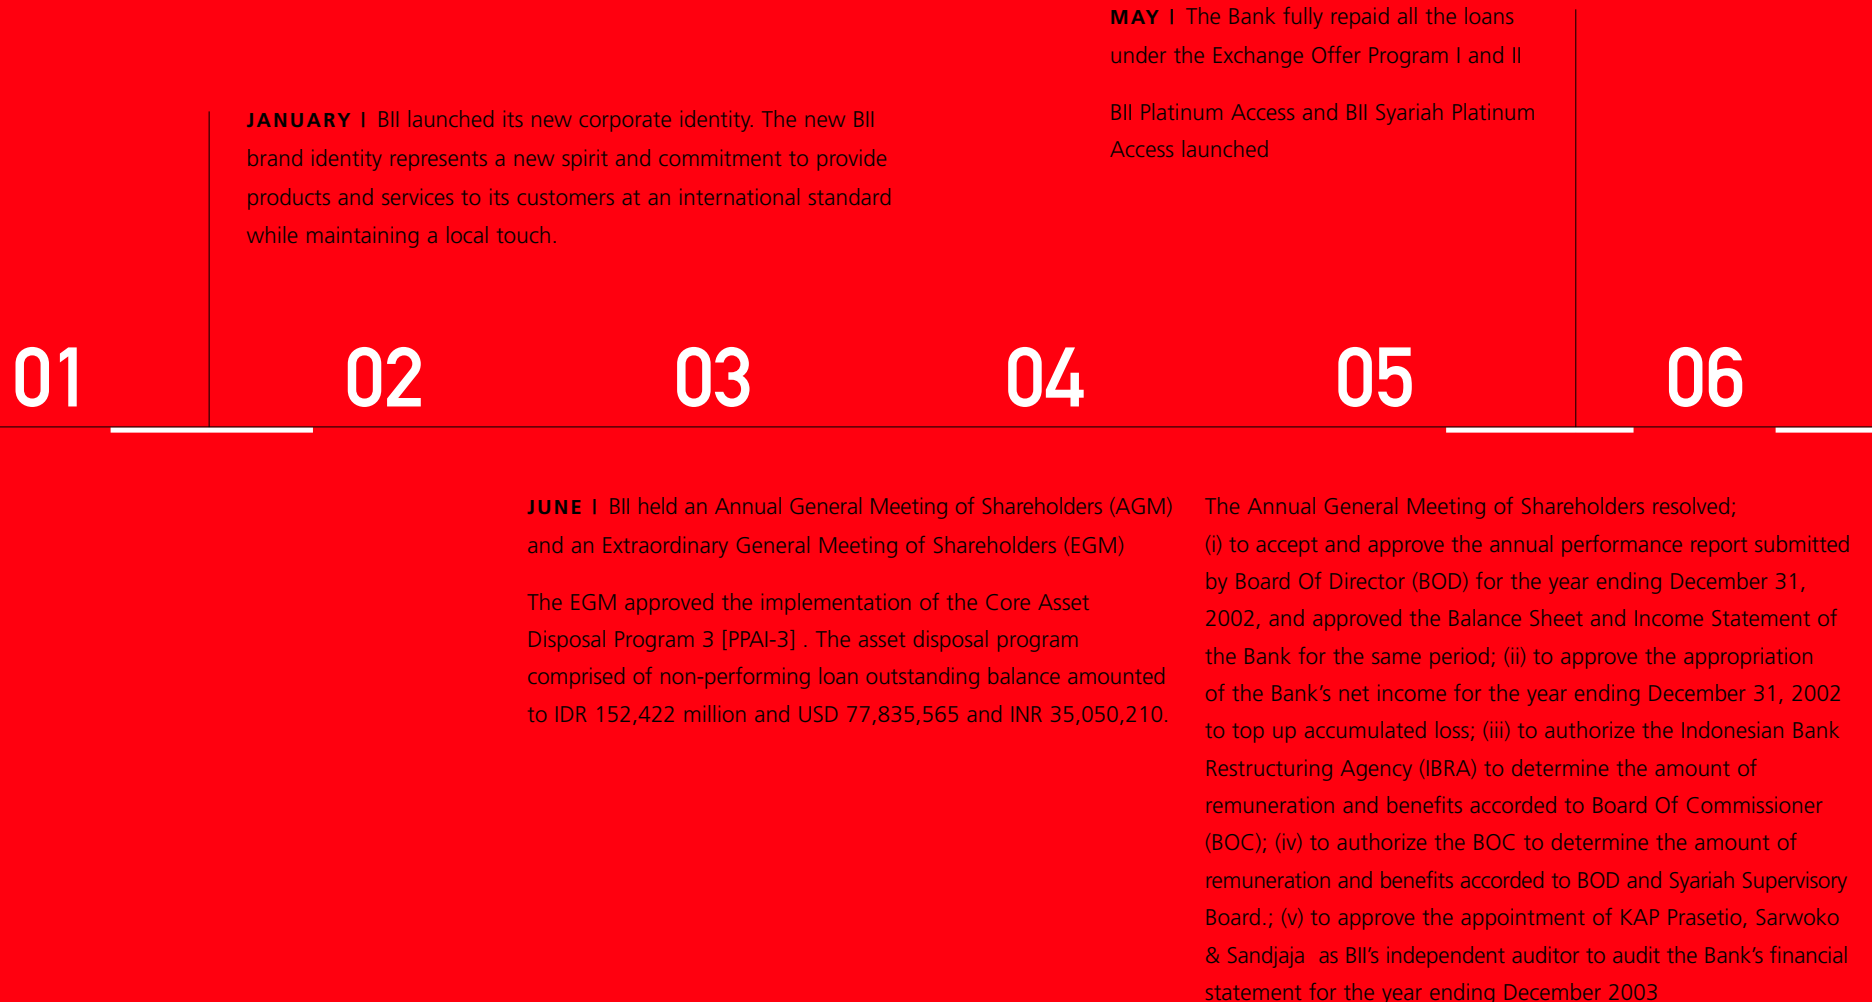 MAY | The Bank fully repaid all the loans
under the Exchange Offer Program I and II
BII Platinum Access and BII Syariah Platinum
Access launched
JANUARY | BII launched its new corporate identity. The new BII
brand identity represents a new spirit and commitment to provide
products and services to its customers at an international standard
while maintaining a local touch.
01 02 03 04 05 06
JUNE | BII held an Annual General Meeting of Shareholders (AGM)
and an Extraordinary General Meeting of Shareholders (EGM)
The EGM approved the implementation of the Core Asset
Disposal Program 3 [PPAI-3] . The asset disposal program
comprised of non-performing loan outstanding balance amounted
to IDR 152,422 million and USD 77,835,565 and INR 35,050,210.
The Annual General Meeting of Shareholders resolved;
(i) to accept and approve the annual performance report submitted
by Board Of Director (BOD) for the year ending December 31,
2002, and approved the Balance Sheet and Income Statement of
the Bank for the same period; (ii) to approve the appropriation
of the Bank's net income for the year ending December 31, 2002
to top up accumulated loss; (iii) to authorize the Indonesian Bank
Restructuring Agency (IBRA) to determine the amount of
remuneration and benefits accorded to Board Of Commissioner
(BOC); (iv) to authorize the BOC to determine the amount of
remuneration and benefits accorded to BOD and Syariah Supervisory
Board.; (v) to approve the appointment of KAP Prasetio, Sarwoko
& Sandjaja as BII's independent auditor to audit the Bank's financial
statement for the year ending December 2003